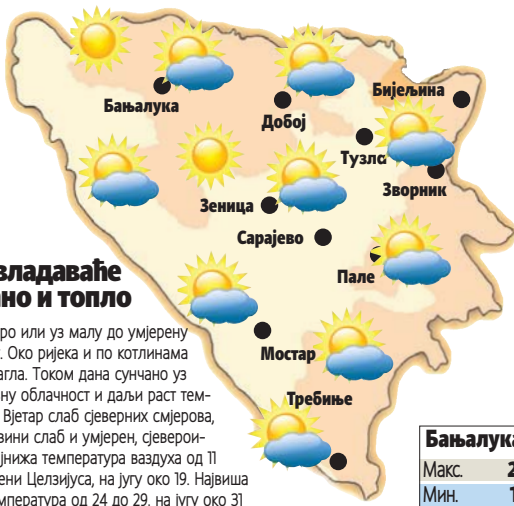 Бањалука
Добој
Бијељина
Тузла
Зворник
Зеница
Сарајево
Пале
Мостар
Требиње
владаваће
но и топло
ро или уз малу до умјерену
Око ријека и по котлинама
агла. Током дана сунчано уз
ну облачност и даљи раст тем-
Вјетар слаб сјеверних смјерова,
вини слаб и умјерен, сјеверои-
јнижа температура ваздуха од 11
ени Целзијуса, на југу око 19. Највиша
мпература од 24 до 29, на југу око 31
Бањалука
Макс. 2
Мин. 1